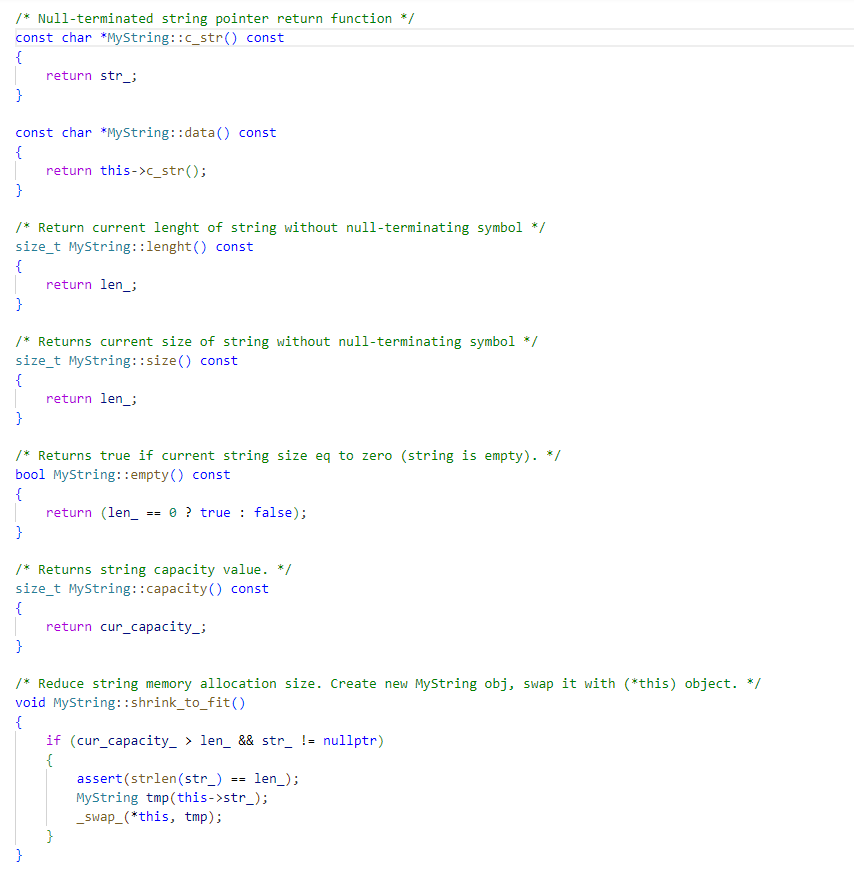 /* Null-terminated string pointer return function */
const char *MyString::c_str() const
{
    return str_;
}

const char *MyString::data() const
{
    return this->c_str();
}

/* Return current lenght of string without null-terminating symbol */
size_t MyString::lenght() const
{
    return len_;
}

/* Returns current size of string without null-terminating symbol */
size_t MyString::size() const
{
    return len_;
}

/* Returns true if current string size eq to zero (string is empty). */
bool MyString::empty() const
{
    return (len_ == 0 ? true : false);
}

/* Returns string capacity value. */
size_t MyString::capacity() const
{
    return cur_capacity_;
}

/* Reduce string memory allocation size. Create new MyString obj, swap it with (*this) object. */
void MyString::shrink_to_fit()
{
    if (cur_capacity_ > len_ && str_ != nullptr)
    {
        assert(strlen(str_) == len_);
        MyString tmp(this->str_);
        _swap_(*this, tmp);
    }
}